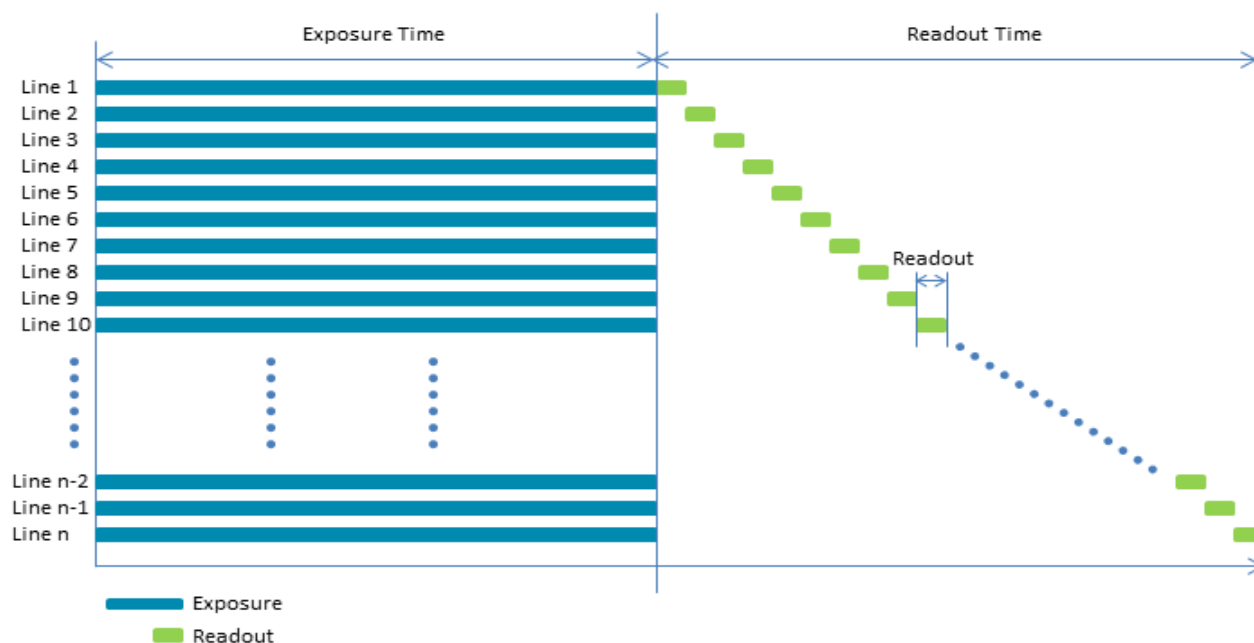 Exposure Time
Readout Time
Line 1
Line 2
Line 3
Line 4
Line 5
Line 6
Line 7
Line 8
Readout
Line 9
Line 10
Line n-2
Line n-1
Line n
Exposure
Readout